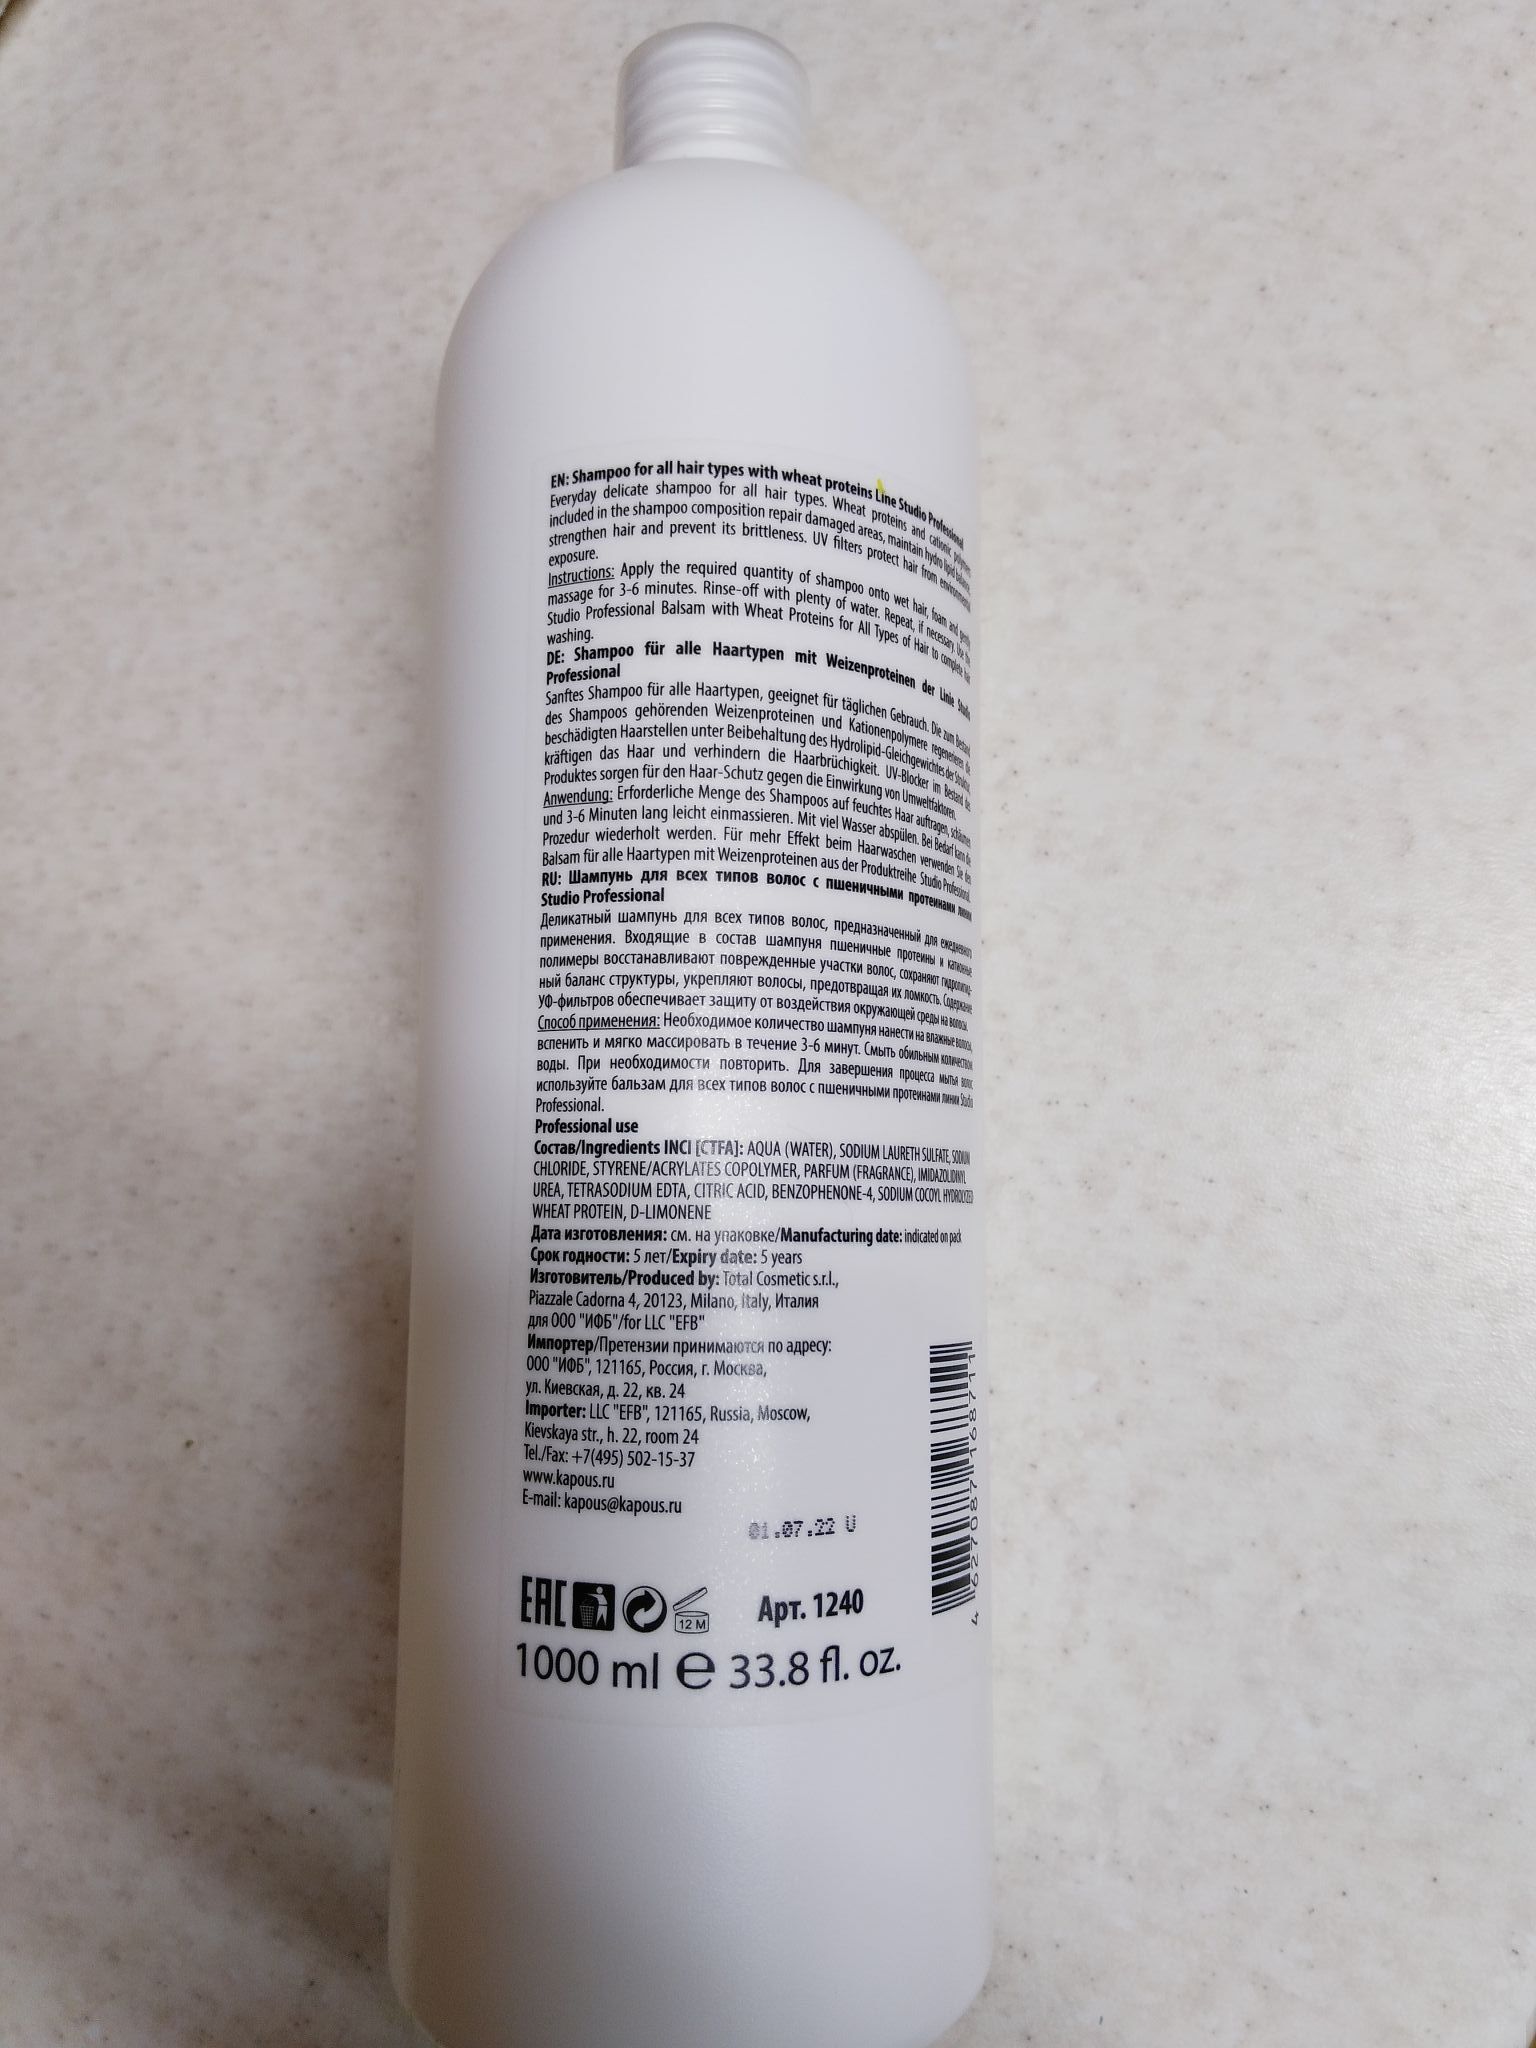 EN: Shampoo for all hair types with wheat proteins Line Studio Professional
Everyday delicate shampoo for all hair types. Wheat proteins and cationic polymers
included in the shampoo composition repair damaged areas, maintain hydro lipid balance,
strengthen hair and prevent its brittleness. UV filters protect hair from environmental
exposure.
Instructions: Apply the required quantity of shampoo onto wet hair, foam and gently
massage for 3-6 minutes. Rinse-off with plenty of water. Repeat, if necessary. Use the
Studio Professional Balsam with Wheat Proteins for All Types of Hair to complete hair
washing.
DE: Shampoo für alle Haartypen mit Weizenproteinen der Linie Studio
Professional
Sanftes Shampoo für alle Haartypen, geeignet für täglichen Gebrauch. Die zum Bestand
des Shampoos gehörenden Weizenproteinen und Kationenpolymere regenerieren die
beschädigten Haarstellen unter Beibehaltung des Hydrolipid-Gleichgewichtes der Struktur,
kräftigen das Haar und verhindern die Haarbrüchigkeit. UV-Blocker im Bestand des
Produktes sorgen für den Haar-Schutz gegen die Einwirkung von Umweltfaktoren.
Anwendung: Erforderliche Menge des Shampoos auf feuchtes Haar auftragen, schäumen
und 3-6 Minuten lang leicht einmassieren. Mit viel Wasser abspülen. Bei Bedarf kann die
Prozedur wiederholt werden. Für mehr Effekt beim Haarwaschen verwenden Sie den
Balsam für alle Haartypen mit Weizenproteinen aus der Produktreihe Studio Professional.
RU: Шампунь для всех типов волос с пшеничными протеинами линии
Studio Professional
Деликатный шампунь для всех типов волос, предназначенный для ежедневного
применения. Входящие в состав шампуня пшеничные протеины и катионные
полимеры восстанавливают поврежденные участки волос, сохраняют гидролипид-
ный баланс структуры, укрепляют волосы, предотвращая их ломкость. Содержание
УФ-фильтров обеспечивает защиту от воздействия окружающей среды на волосы.
Способ применения: Необходимое количество шампуня нанести на влажные волосы,
вспенить и мягко массировать в течение 3-6 минут. Смыть обильным количеством
воды. При необходимости повторить. Для завершения процесса мытья волос
используйте бальзам для всех типов волос с пшеничными протеинами линии Studio
Professional.
Professional use
Состав/Ingredients INCI [CTFA]: AQUA (WATER), SODIUM LAURETH SULFATE, SODIUM
CHLORIDE, STYRENE/ACRYLATES COPOLYMER, PARFUM (FRAGRANCE), IMIDAZOLIDINYL
UREA, TETRASODIUM EDTA, CITRIC ACID, BENZOPHENONE-4, SODIUM COCOYL HYDROLYZED
WHEAT PROTEIN, D-LIMONENE
Дата изготовления: см. на упаковке/Manufacturing date: indicated on pack
Срок годности: 5 лет/Expiry date: 5 years
Изготовитель/Produced by: Total Cosmetic s.r.l.,
Piazzale Cadorna 4, 20123, Milano, Italy, Италия
для ООО "ИФБ"/for LLC "EFB"
Импортер/Претензии принимаются по адресу:
ООО "ИФБ", 121165, Россия, г. Москва,
ул. Киевская, д. 22, кв. 24
Importer: LLC "EFB", 121165, Russia, Moscow,
Kievskaya str., h. 22, room 24
Tel./Fax: +7(495) 502-15-37
www.kapous.ru
E-mail: kapous@kapous.ru
01.07.22 U
EAC 12 M Арт. 1240
1000 ml e 33.8 fl. oz.
4 627087 168711